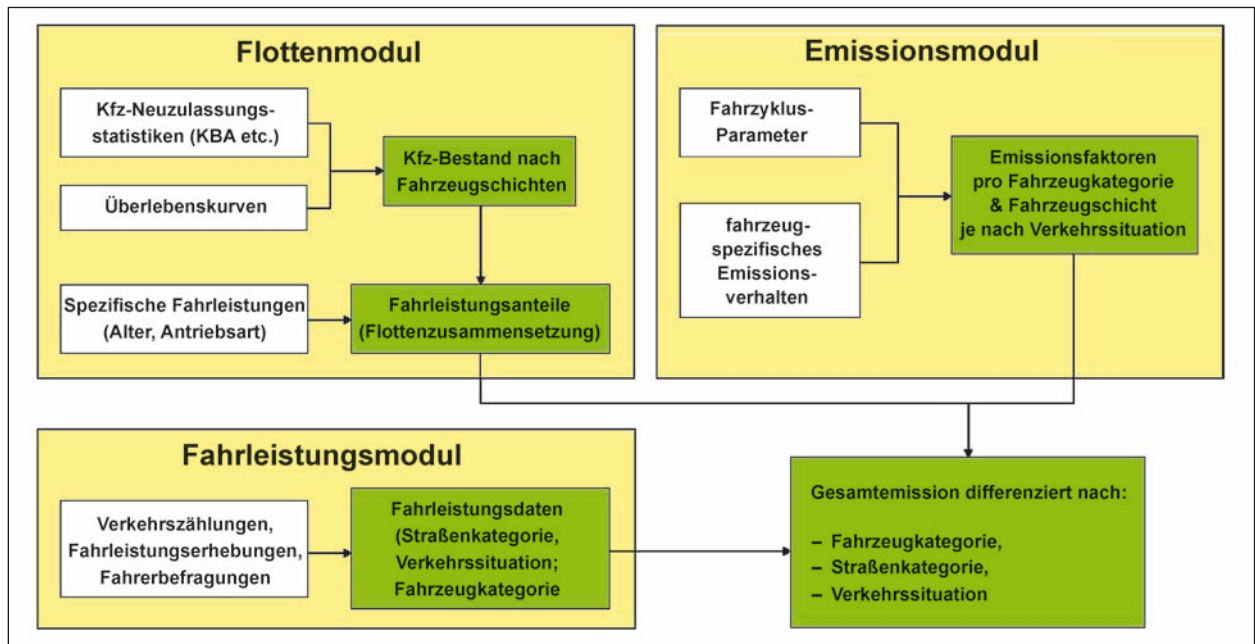 Flottenmodul
Kfz-Neuzulassungs-
statistiken (KBA etc.)
Überlebenskurven
Kfz-Bestand nach
Fahrzeugschichten
Spezifische Fahrleistungen
(Alter, Antriebsart)
Fahrleistungsanteile
(Flottenzusammensetzung)
Emissionsmodul
Fahrzyklus-
Parameter
fahrzeug-
spezifisches
Emissions-
verhalten
Emissionsfaktoren
pro Fahrzeugkategorie
& Fahrzeugschicht
je nach Verkehrssituation
Fahrleistungsmodul
Verkehrszählungen,
Fahrleistungserhebungen,
Fahrerbefragungen
Fahrleistungsdaten
(Straßenkategorie,
Verkehrssituation;
Fahrzeugkategorie
Gesamtemission differenziert nach:
– Fahrzeugkategorie,
– Straßenkategorie,
– Verkehrssituation